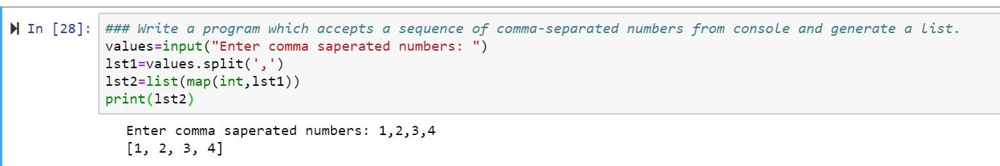 In [28]: ### Write a program which accepts a sequence of comma-separated numbers from console and generate a list.
values=input("Enter comma saperated numbers: ")
lst1=values.split(',')
lst2=list(map(int,lst1))
print(lst2)
Enter comma saperated numbers: 1,2,3,4
[1, 2, 3, 4]